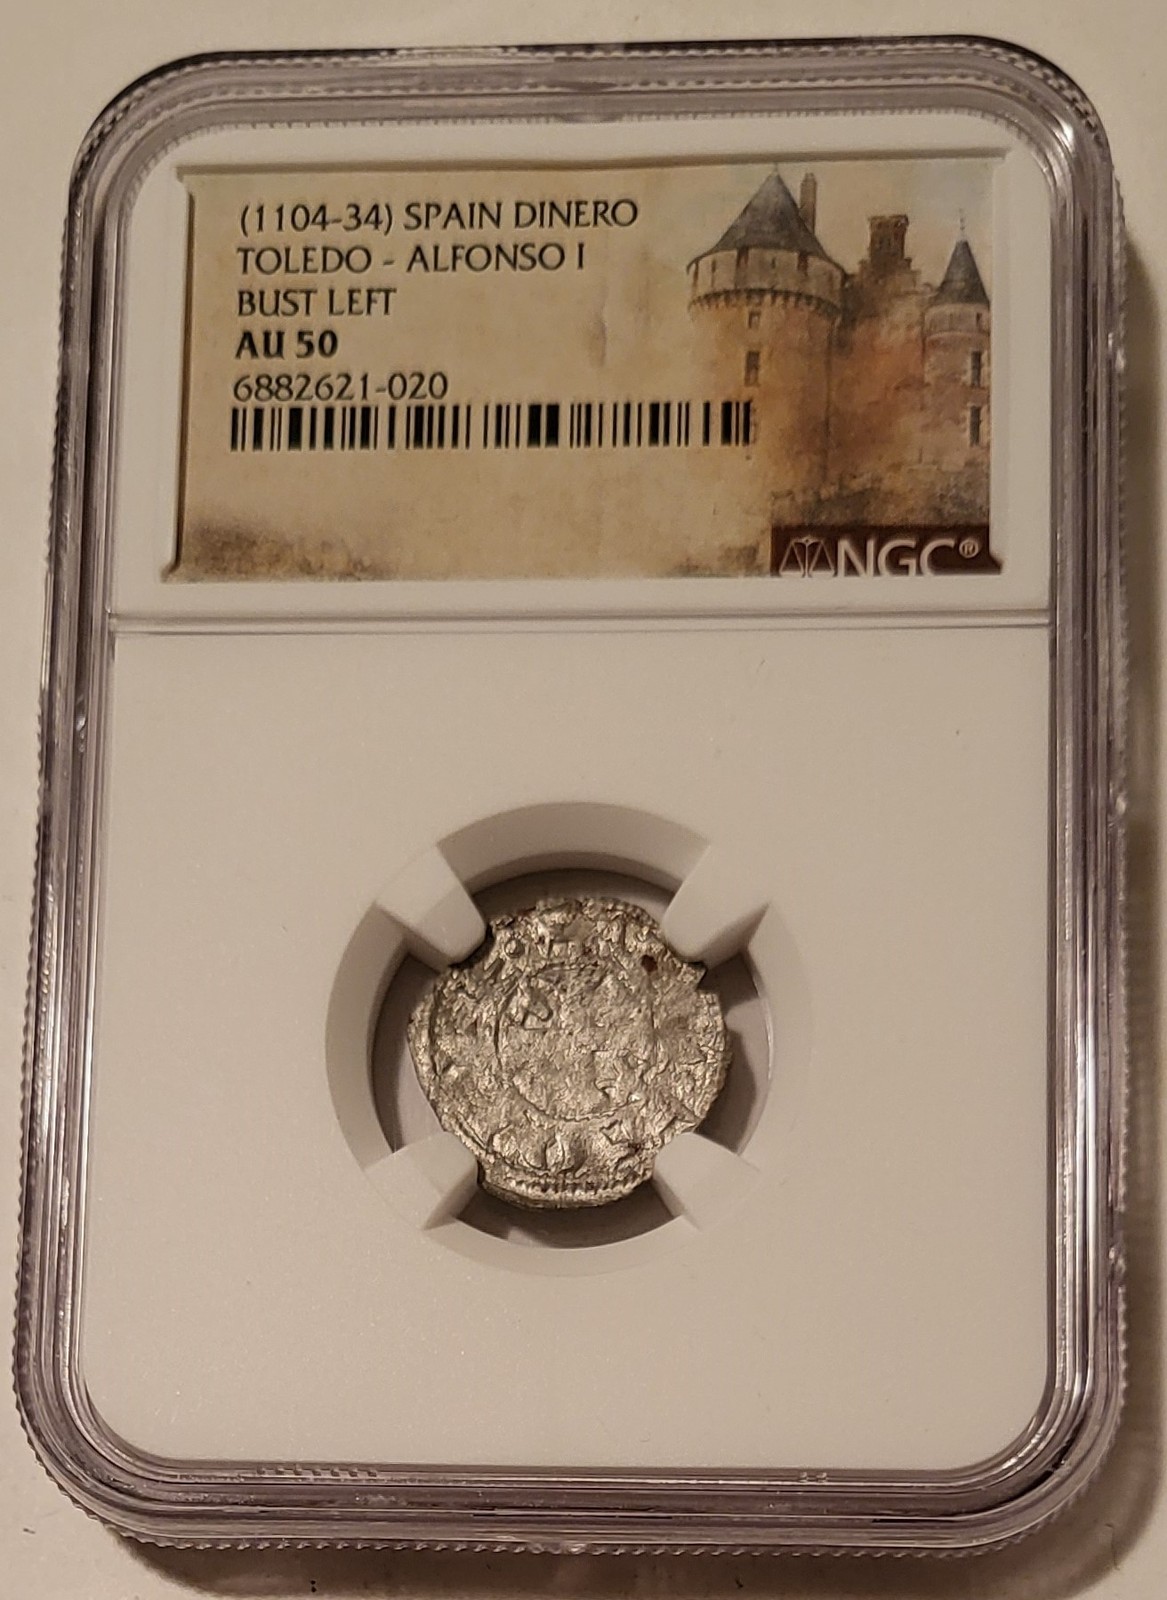 (1104-34) SPAIN DINERO
TOLEDO - ALFONSO I
BUST LEFT
AU 50
6882621-020
NGC®